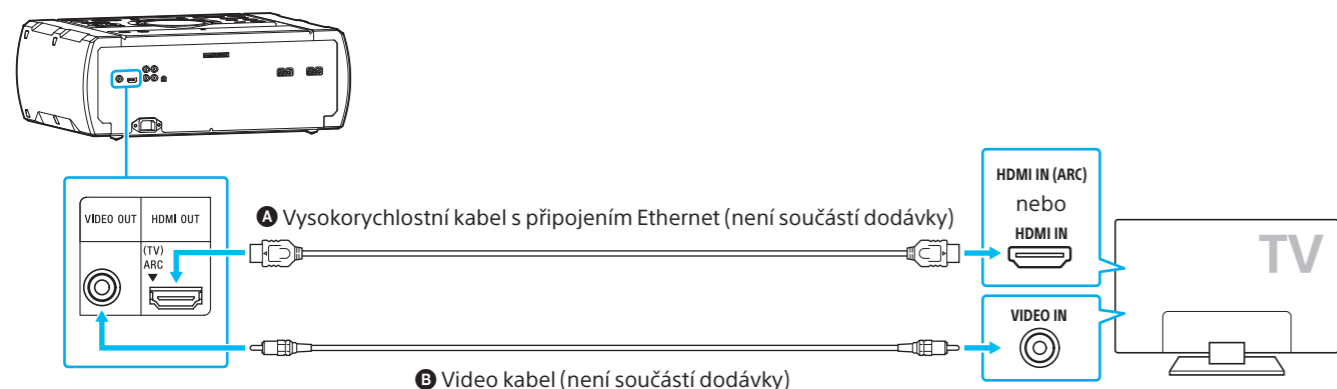 VIDEO OUT
HDMI OUT
(TV)
ARC
A Vysokorychlostní kabel s připojením Ethernet (není součástí dodávky)
HDMI IN (ARC)
nebo
HDMI IN
TV
VIDEO IN
B Video kabel (není součástí dodávky)